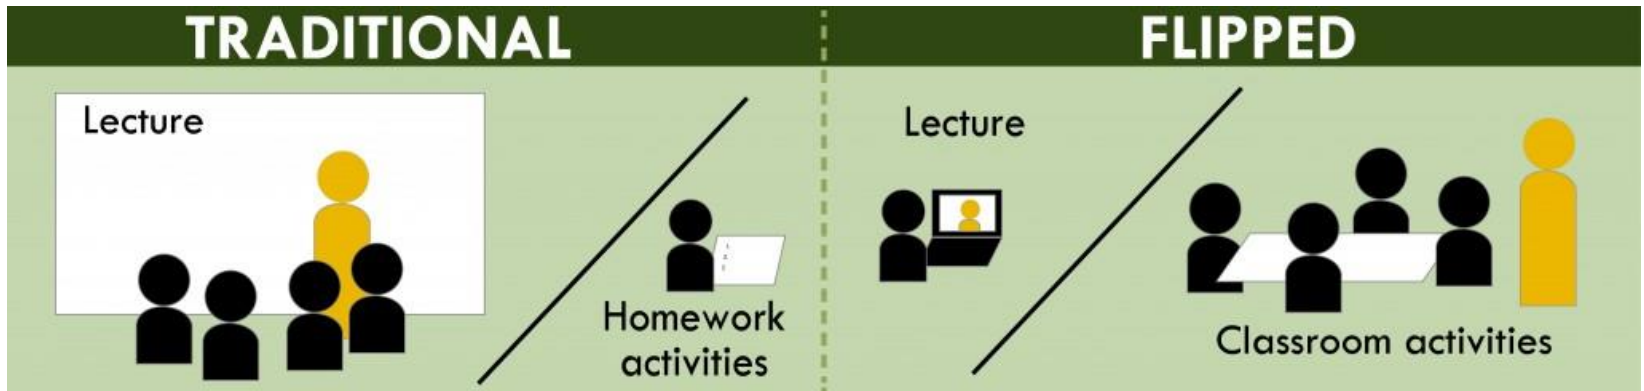 TRADITIONAL
Lecture
Homework
activities
FLIPPED
Lecture
Classroom activities